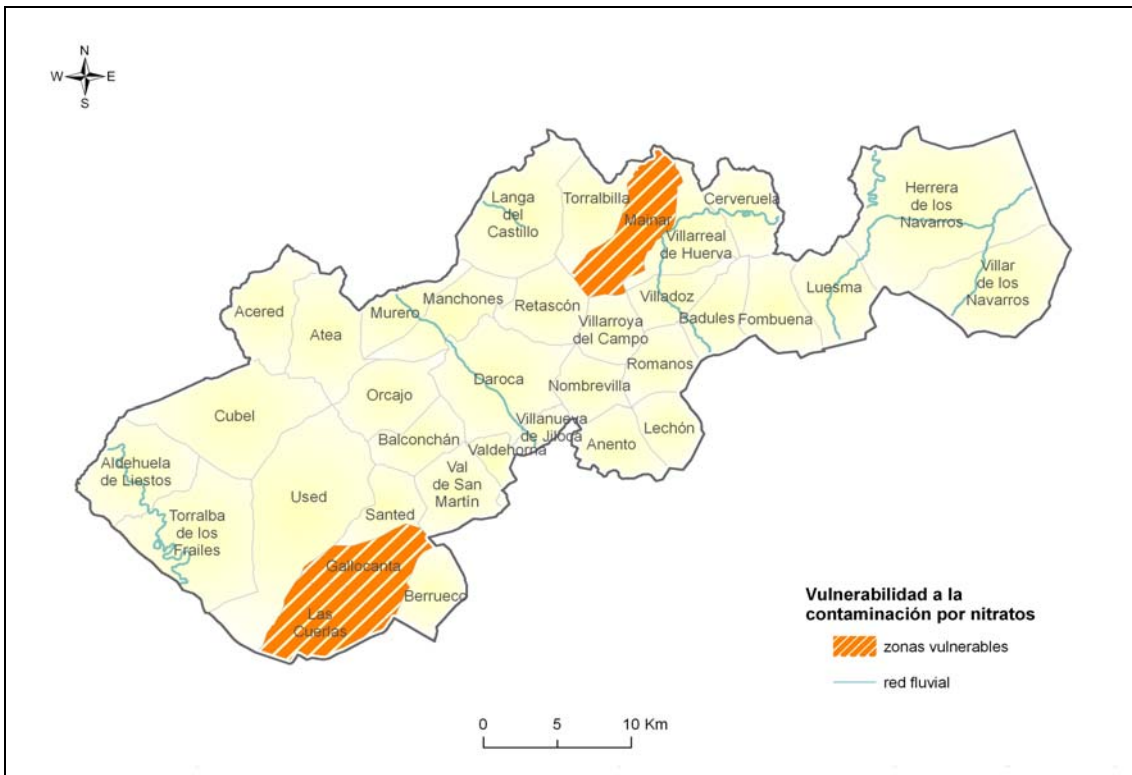 N
W E
S
Langa
del
Castillo
Torralbilla
Mainar
Cerveruela
Villarreal
de Huerva
Herrera
de los
Navarros
Villar
de los
Navarros
Luesma
Acered
Atea
Murero
Manchones
Retascón
Villadoz
Badules
Fombuena
Villarroya
del Campo
Romanos
Daroca
Nombrevilla
Orcajo
Cubel
Balconchán
Villanueva
de Jiloca
Valdehorna
Anento
Lechón
Aldehuela
de Liestos
Used
Val
de San
Martín
Torralba
de los
Frailes
Santed
Gallocanta
Berrueco
Las
Cuerlas
Vulnerabilidad a la
contaminación por nitratos
zonas vulnerables
red fluvial
0 5 10 Km